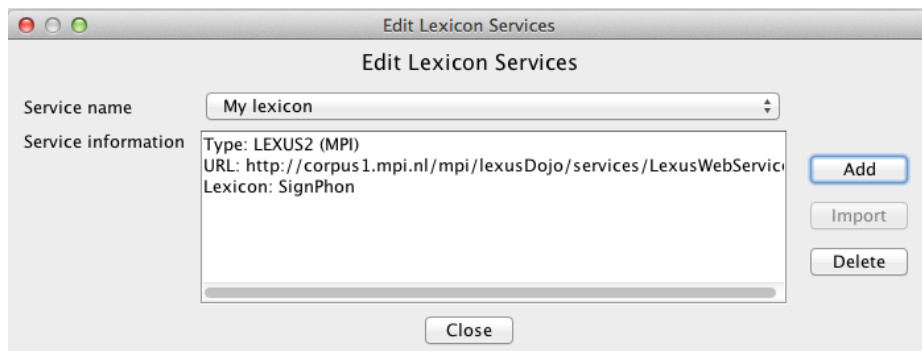 Edit Lexicon Services
Edit Lexicon Services
Service name
My lexicon
Service information
Type: LEXUS2 (MPI)
URL: http://corpus1.mpi.nl/mpi/lexusDojo/services/LexusWebService
Lexicon: SignPhon
Add
Import
Delete
Close